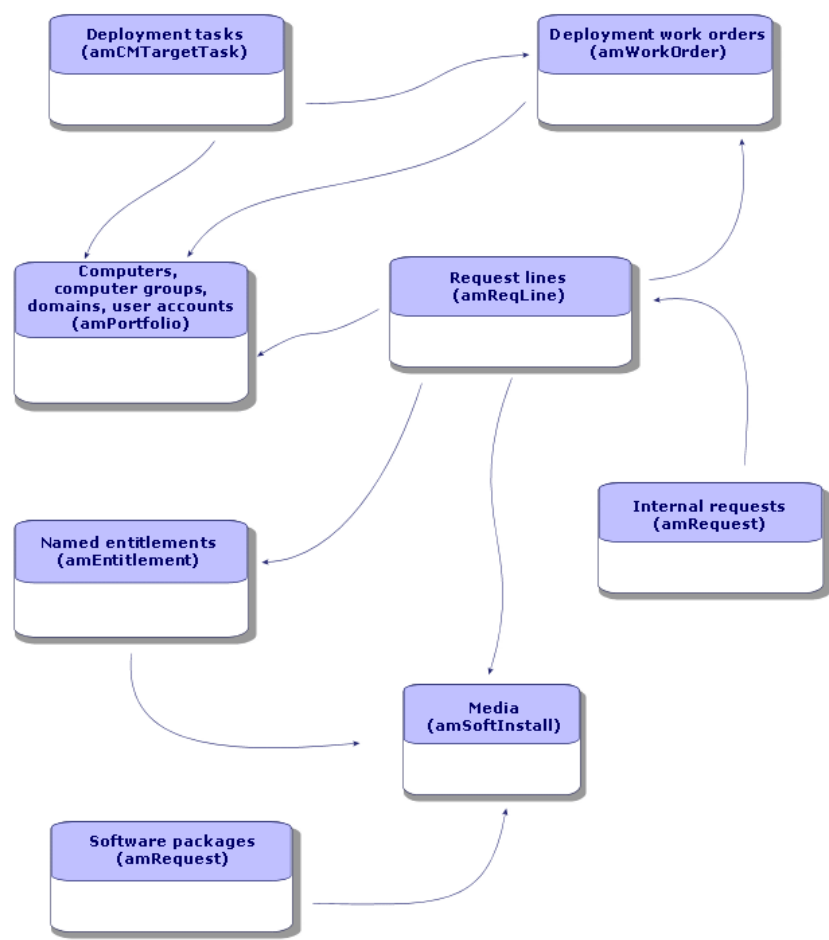 Deployment tasks
(amCMTargetTask)
Deployment work orders
(amWorkOrder)
Computers,
computer groups,
domains, user accounts
(amPortfolio)
Request lines
(amReqLine)
Internal requests
(amRequest)
Named entitlements
(amEntitlement)
Media
(amSoftInstall)
Software packages
(amRequest)